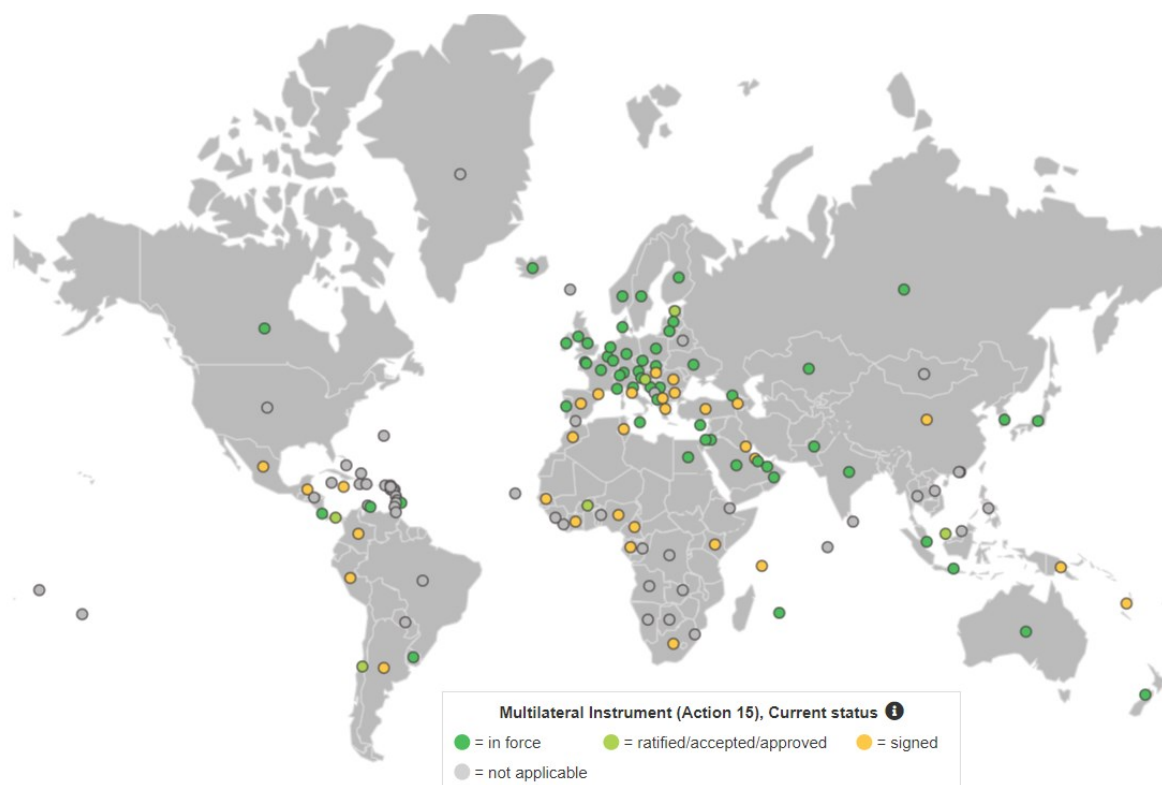 Multilateral Instrument (Action 15), Current status i
= in force = ratified/accepted/approved = signed
= not applicable